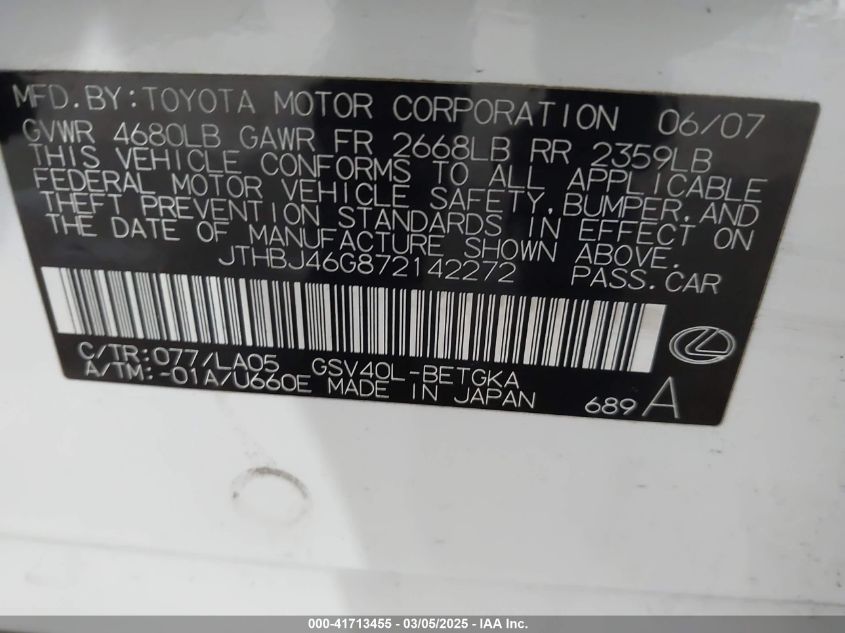 MFD.BY:TOYOTA MOTOR CORPORATION 06/07
GVWR 4680LB GAWR FR 2668LB RR 2359LB
THIS VEHICLE CONFORMS TO ALL APPLICABLE
FEDERAL MOTOR VEHICLE SAFETY,BUMPER,AND
THEFT PREVENTION STANDARDS IN EFFECT ON
THE DATE OF MANUFACTURE SHOWN ABOVE.
JTHBJ46G872142272 PASS.CAR
C/TR:077/LA05 GSV40L-BETGKA
A/TM:-01A/U660E MADE IN JAPAN 689 A
000-41713455 - 03/05/2025 - IAA Inc.